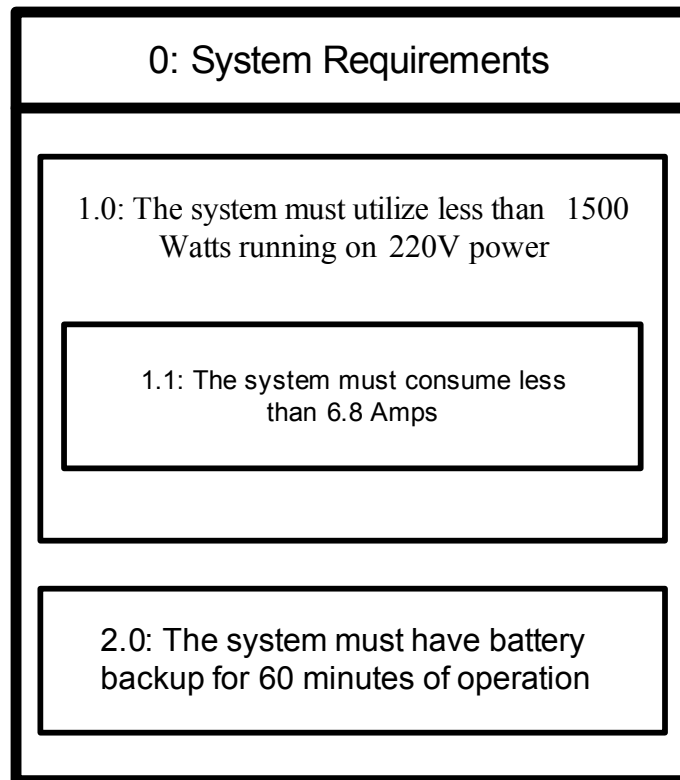 0: System Requirements
1.0: The system must utilize less than 1500
Watts running on 220V power
1.1: The system must consume less
than 6.8 Amps
2.0: The system must have battery
backup for 60 minutes of operation